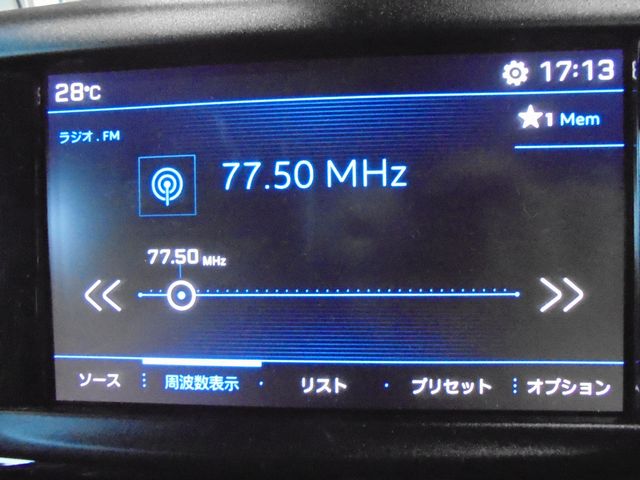 28°C
17:13
★1 Mem
ラジオ.FM
77.50 MHz
77.50 MHz
ソース
周波数表示
リスト
プリセット
オプション